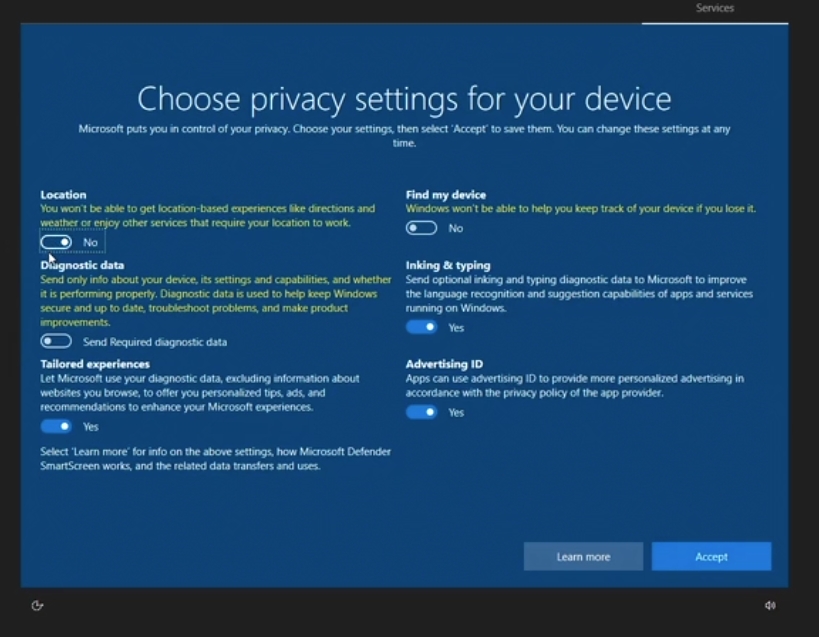 Services
Choose privacy settings for your device
Microsoft puts you in control of your privacy. Choose your settings, then select 'Accept' to save them. You can change these settings at any
time.
Location
You won't be able to get location-based experiences like directions and
weather or enjoy other services that require your location to work.
No
Diagnostic data
Send only info about your device, its settings and capabilities, and whether
it is performing properly. Diagnostic data is used to help keep Windows
secure and up to date, troubleshoot problems, and make product
improvements.
Send Required diagnostic data
Tailored experiences
Let Microsoft use your diagnostic data, excluding information about
websites you browse, to offer you personalized tips, ads, and
recommendations to enhance your Microsoft experiences.
Yes
Select 'Learn more' for info on the above settings, how Microsoft Defender
SmartScreen works, and the related data transfers and uses.
Find my device
Windows won't be able to help you keep track of your device if you lose it.
No
Inking & typing
Send optional inking and typing diagnostic data to Microsoft to improve
the language recognition and suggestion capabilities of apps and services
running on Windows.
Yes
Advertising ID
Apps can use advertising ID to provide more personalized advertising in
accordance with the privacy policy of the app provider.
Yes
Learn more
Accept